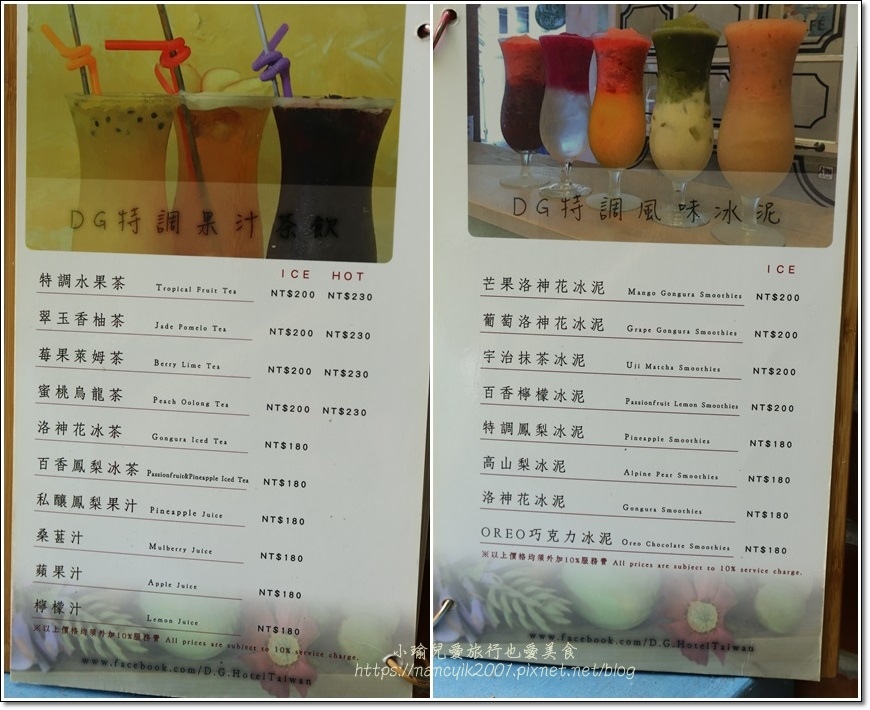 DG特調果汁茶飲
ICE HOT
特調水果茶 Tropical Fruit Tea NT$200 NT$230
翠玉香柚茶 Jade Pomelo Tea NT$200 NT$230
莓果萊姆茶 Berry Lime Tea NT$200 NT$230
蜜桃烏龍茶 Peach Oolong Tea NT$200 NT$230
洛神花冰茶 Gongura Iced Tea NT$180
百香鳳梨冰茶 Passionfruit&Pineapple Iced Tea NT$180
私釀鳳梨果汁 Pineapple Juice NT$180
桑葚汁 Mulberry Juice NT$180
蘋果汁 Apple Juice NT$180
檸檬汁 Lemon Juice NT$180
※以上價格均須外加10%服務費 All prices are subject to 10% service charge.
www.facebook.com/D.G.HotelTaiwan
DG特調風味冰泥
ICE
芒果洛神花冰泥 Mango Gongura Smoothies NT$200
葡萄洛神花冰泥 Grape Gongura Smoothies NT$200
宇治抹茶冰泥 Uji Matcha Smoothies NT$200
百香檸檬冰泥 Passionfruit Lemon Smoothies NT$200
特調鳳梨冰泥 Pineapple Smoothies NT$180
高山梨冰泥 Alpine Pear Smoothies NT$180
洛神花冰泥 Gongura Smoothies NT$180
OREO巧克力冰泥 Oreo Chocolate Smoothies NT$180
※以上價格均須外加10%服務費 All prices are subject to 10% service charge.
www.facebook.com/D.G.HotelTaiwan
小瑜兒愛旅行也愛美食
https://nancyik2007.pixnet.net/blog